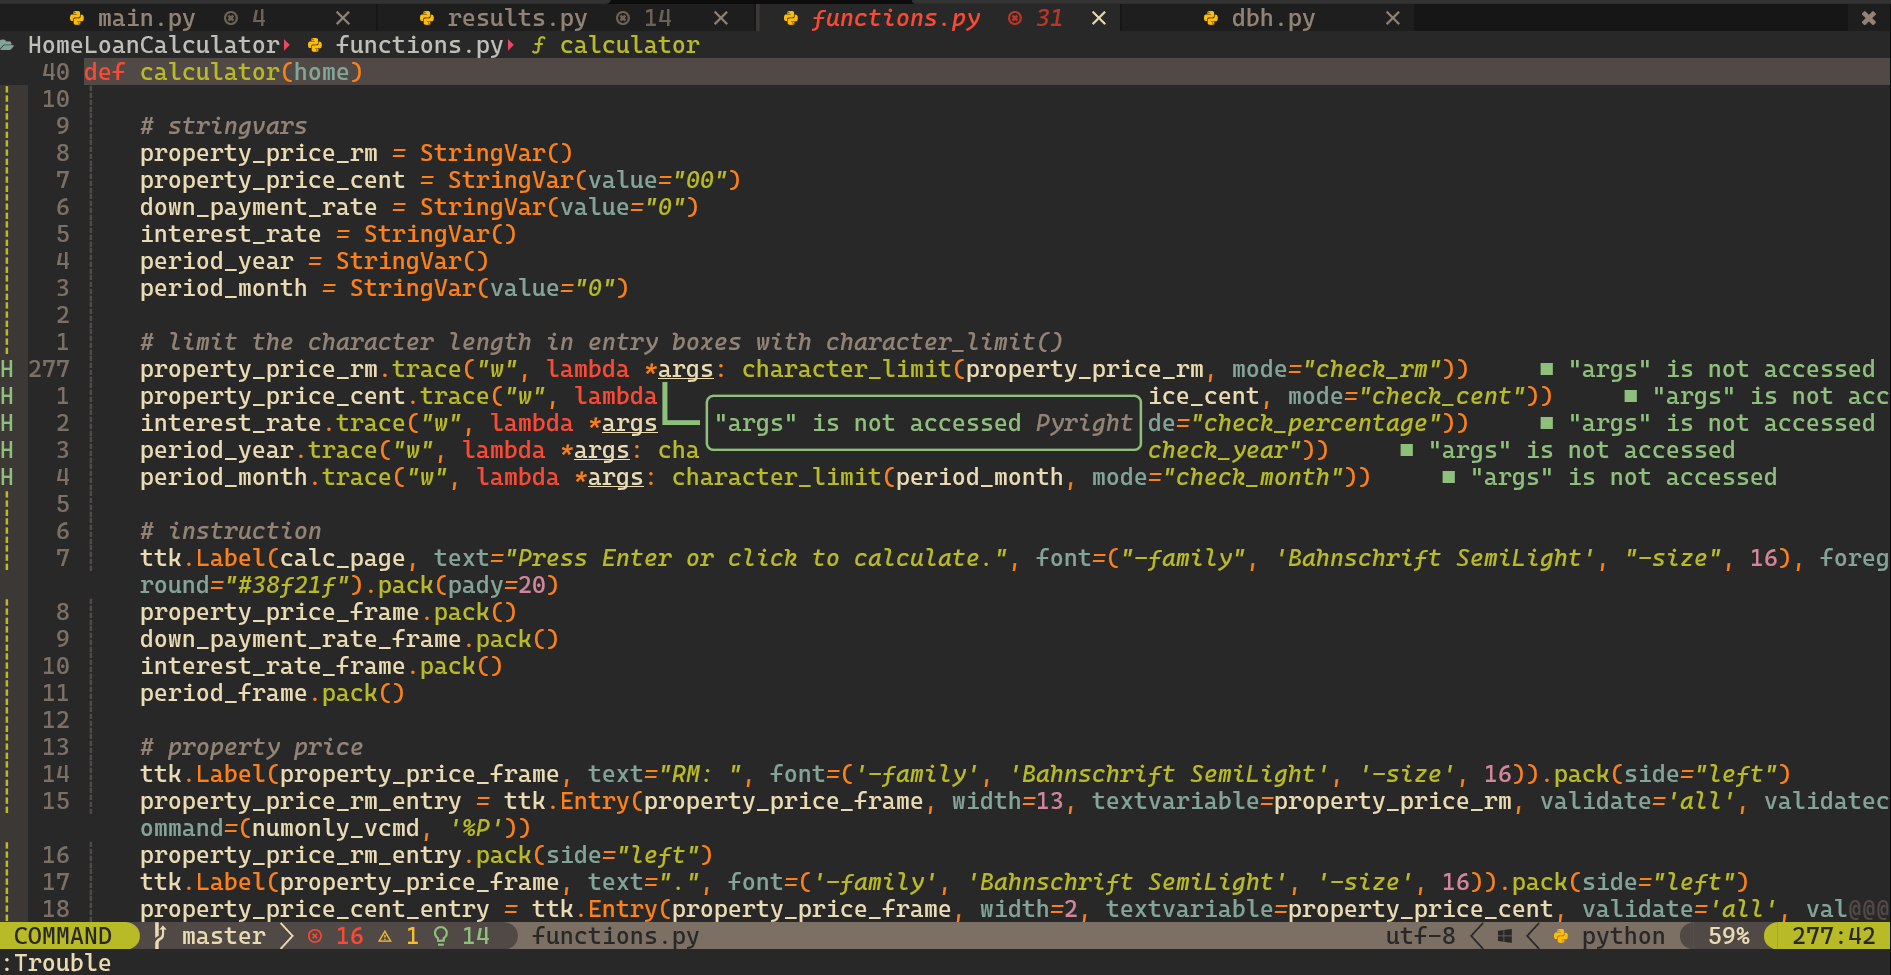 main.py 4 results.py 14 functions.py 31 dbh.py
HomeLoanCalculator functions.py ƒ calculator
40 def calculator(home)
10
9 # stringvars
8 property_price_rm = StringVar()
7 property_price_cent = StringVar(value="00")
6 down_payment_rate = StringVar(value="0")
5 interest_rate = StringVar()
4 period_year = StringVar()
3 period_month = StringVar(value="0")
2
1 # limit the character length in entry boxes with character_limit()
H 277 property_price_rm.trace("w", lambda *args: character_limit(property_price_rm, mode="check_rm")) ■ "args" is not accessed
H 1 property_price_cent.trace("w", lambda ice_cent, mode="check_cent")) ■ "args" is not acc
H 2 interest_rate.trace("w", lambda *args "args" is not accessed Pyright de="check_percentage")) ■ "args" is not accessed
H 3 period_year.trace("w", lambda *args: cha check_year")) ■ "args" is not accessed
H 4 period_month.trace("w", lambda *args: character_limit(period_month, mode="check_month")) ■ "args" is not accessed
5
6 # instruction
7 ttk.Label(calc_page, text="Press Enter or click to calculate.", font=("-family", 'Bahnschrift SemiLight', "-size", 16), foreg
round="#38f21f").pack(pady=20)
8 property_price_frame.pack()
9 down_payment_rate_frame.pack()
10 interest_rate_frame.pack()
11 period_frame.pack()
12
13 # property price
14 ttk.Label(property_price_frame, text="RM: ", font=('-family', 'Bahnschrift SemiLight', '-size', 16)).pack(side="left")
15 property_price_rm_entry = ttk.Entry(property_price_frame, width=13, textvariable=property_price_rm, validate='all', validatec
ommand=(numonly_vcmd, '%P'))
16 property_price_rm_entry.pack(side="left")
17 ttk.Label(property_price_frame, text=".", font=('-family', 'Bahnschrift SemiLight', '-size', 16)).pack(side="left")
18 property_price_cent_entry = ttk.Entry(property_price_frame, width=2, textvariable=property_price_cent, validate='all', val@@@
COMMAND master 16 1 14 functions.py utf-8 python 59% 277:42
:Trouble